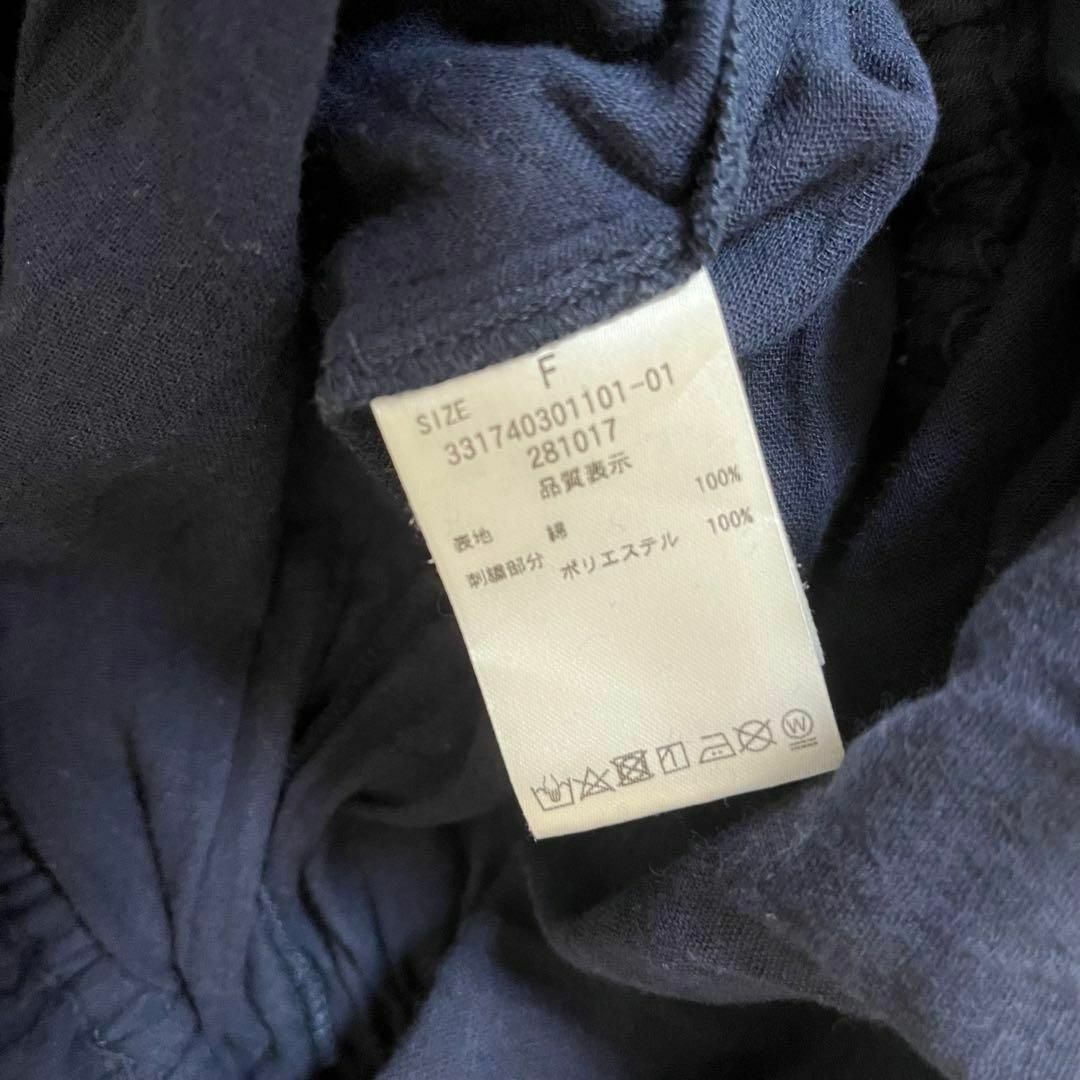 SIZE F
331740301101-01
281017
品質表示
表地 綿 100%
刺繍部分 ポリエステル 100%
W